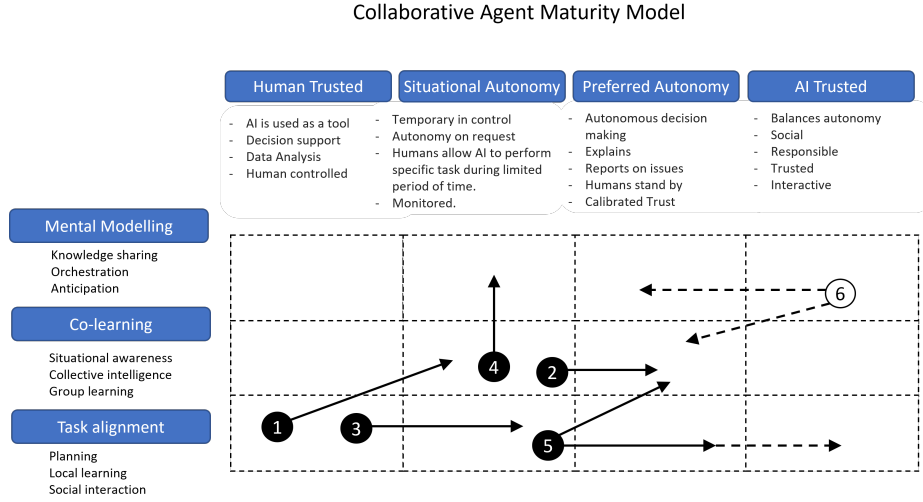 Collaborative Agent Maturity Model
Human Trusted
Situational Autonomy
Preferred Autonomy
AI Trusted
- AI is used as a tool
- Decision support
- Data Analysis
- Human controlled
- Temporary in control
- Autonomy on request
- Humans allow AI to perform
specific task during limited
period of time.
- Monitored.
- Autonomous decision
making
- Explains
- Reports on issues
- Humans stand by
- Calibrated Trust
- Balances autonomy
- Social
- Responsible
- Trusted
- Interactive
Mental Modelling
Knowledge sharing
Orchestration
Anticipation
Co-learning
Situational awareness
Collective intelligence
Group learning
Task alignment
Planning
Local learning
Social interaction
6
4
2
1
3
5